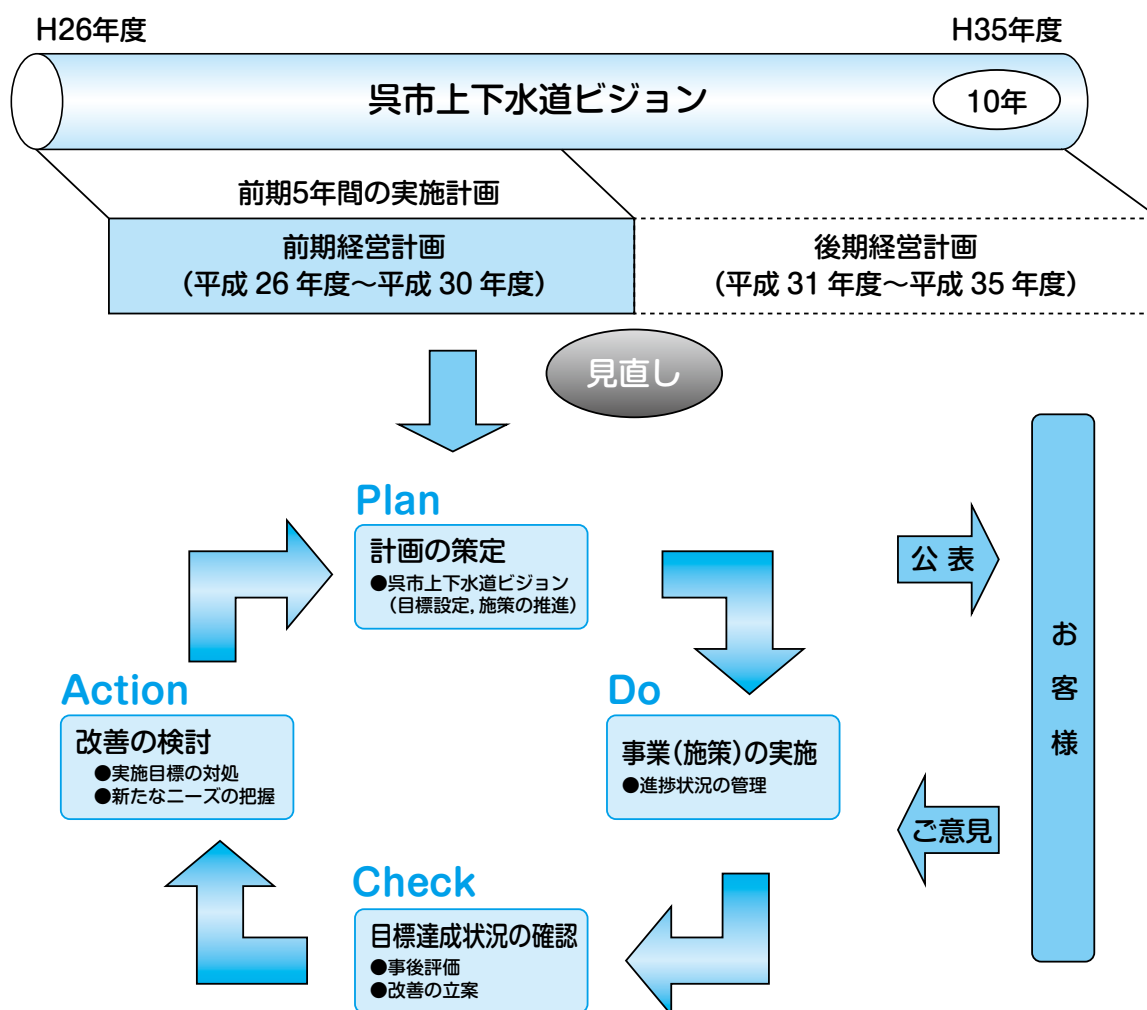 H26年度
H35年度
呉市上下水道ビジョン
10年
前期5年間の実施計画
前期経営計画
(平成 26 年度～平成 30 年度)
後期経営計画
(平成 31 年度～平成 35 年度)
見直し
Plan
計画の策定
●呉市上下水道ビジョン
(目標設定,施策の推進)
公表
お客様
Action
改善の検討
●実施目標の対処
●新たなニーズの把握
Do
事業(施策)の実施
●進捗状況の管理
ご意見
Check
目標達成状況の確認
●事後評価
●改善の立案